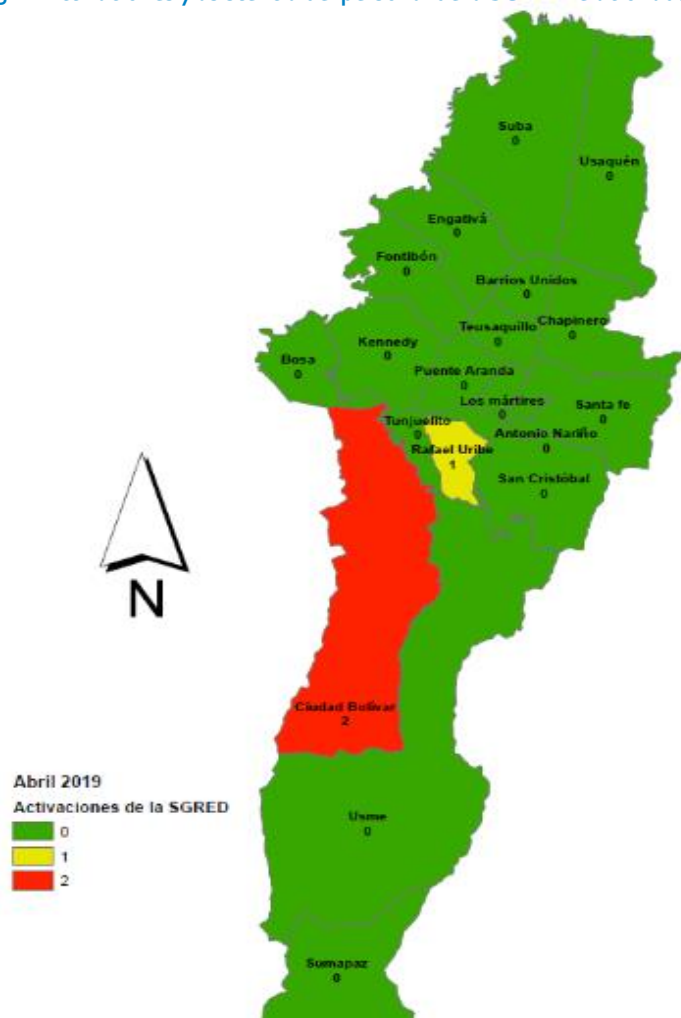 Suba
0
Usaquén
0
Engativá
0
Fontibón
0
Barrios Unidos
0
Teusaquillo
0
Chapinero
0
Kennedy
0
Bosa
0
Puente Aranda
0
Los mártires
0
Santa fe
0
Tunjuelito
0
Antonio Nariño
0
Rafael Uribe
1
San Cristóbal
0
N
Ciudad Bolívar
2
Abril 2019
Activaciones de la SGRED
0
1
2
Usme
0
Sumapaz
0